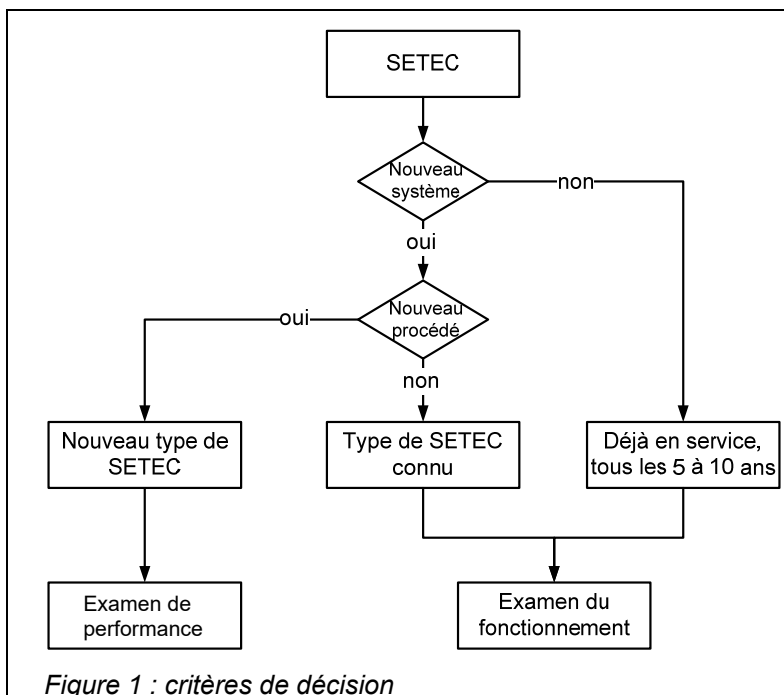 SETEC
Nouveau
système
non
oui
Nouveau
procédé
oui
non
Nouveau type de
SETEC
Type de SETEC
connu
Déjà en service,
tous les 5 à 10 ans
Examen de
performance
Examen du
fonctionnement
Figure 1 : critères de décision